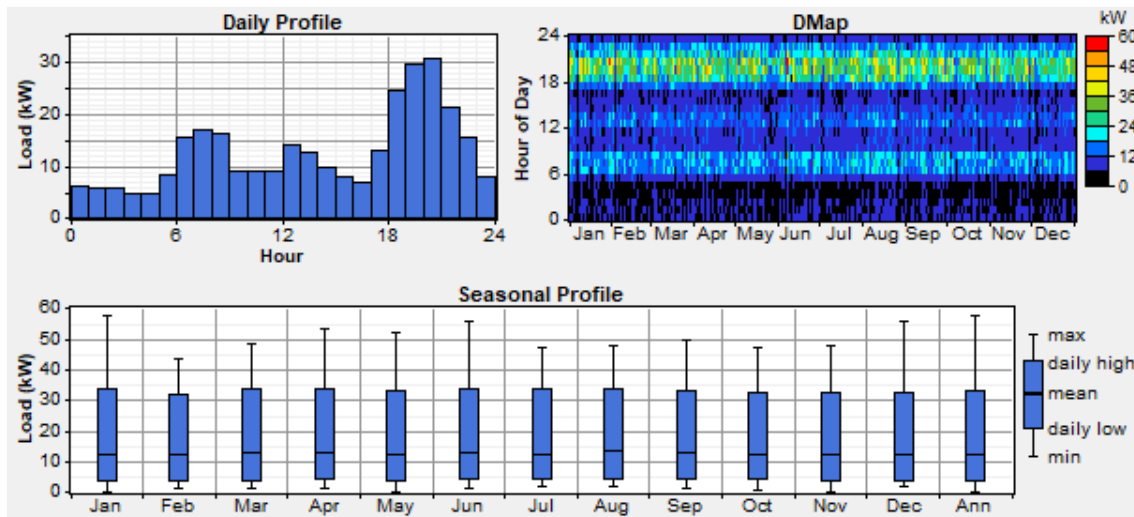 Daily Profile
Load (kW)
30
20
10
0
0 6 12 18 24
Hour
DMap
Hour of Day
24
18
12
6
0
Jan Feb Mar Apr May Jun Jul Aug Sep Oct Nov Dec
kW
60
48
36
24
12
0
Seasonal Profile
Load (kW)
60
50
40
30
20
10
0
Jan Feb Mar Apr May Jun Jul Aug Sep Oct Nov Dec Ann
max
daily high
mean
daily low
min